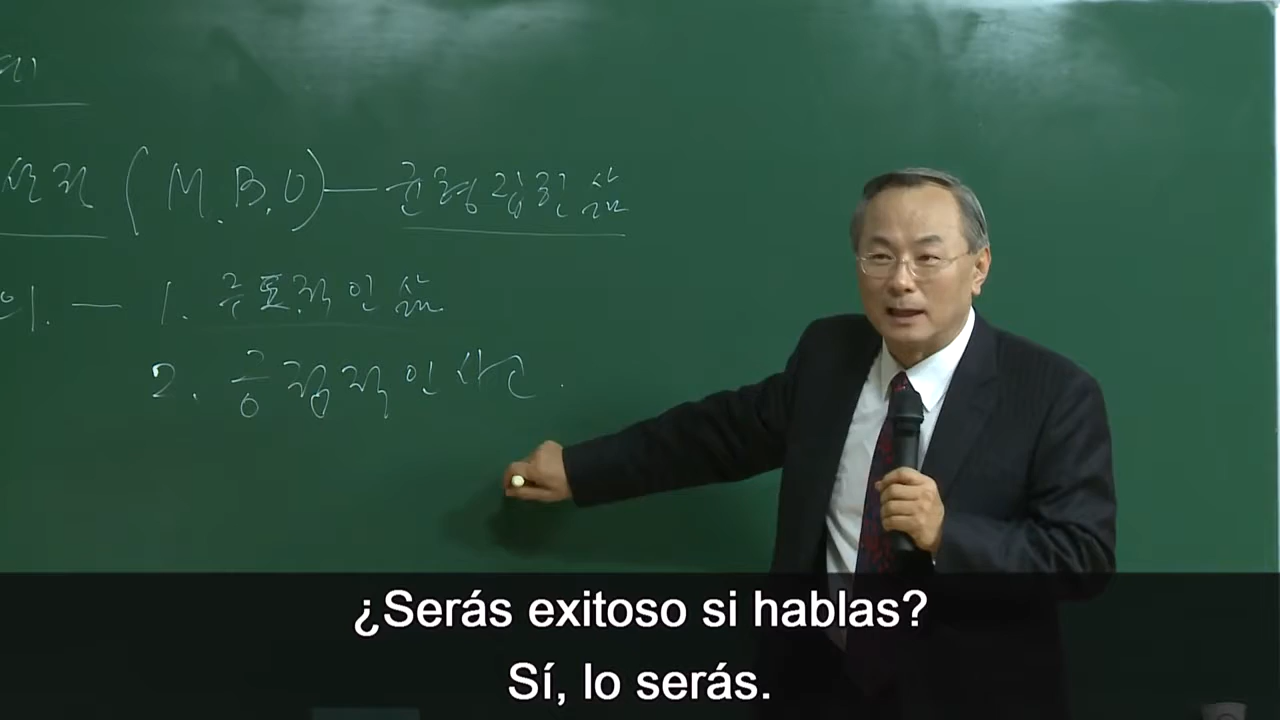 (M.B.O) — 균형잡힌 삶
— 1. 주도적인 삶
2. 긍정적인 사고.
¿Serás exitoso si hablas?
Sí, lo serás.